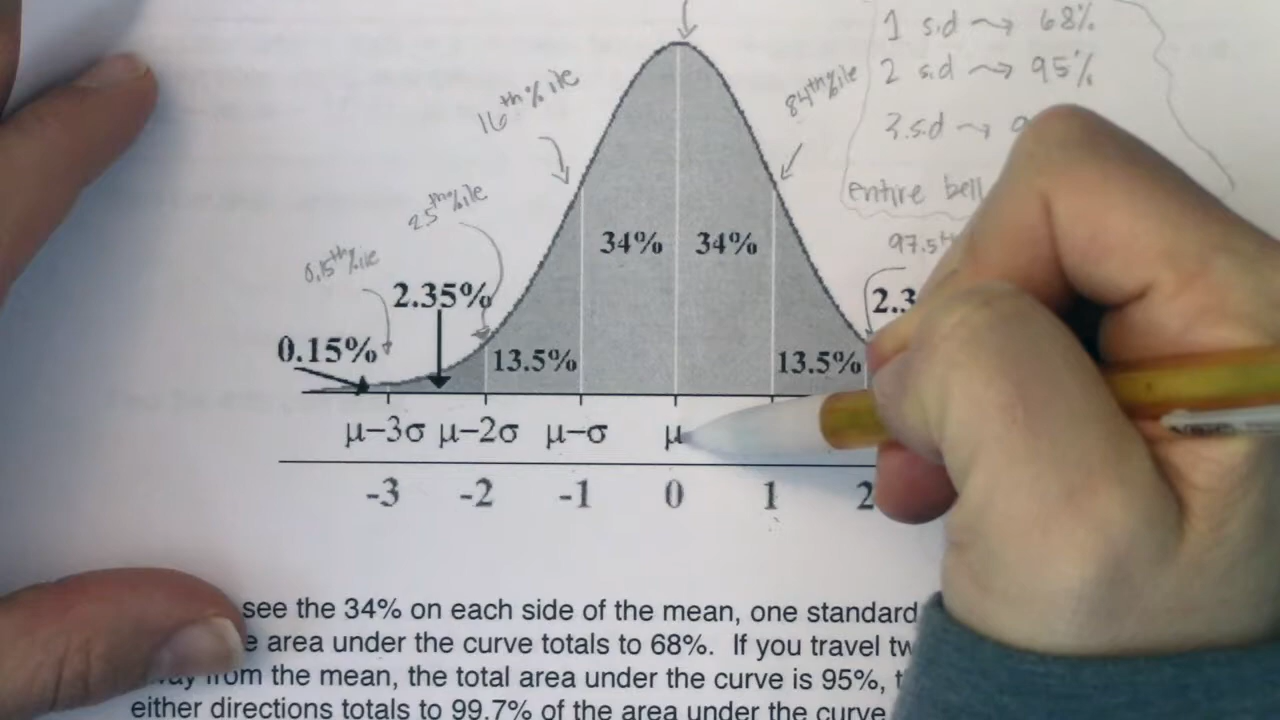 1 s.d → 68%
2 s.d → 95%
3.s.d → 9
entire bell
16th %ile
84th %ile
2.5th %ile
0.15th %ile
97.5th
34% 34%
2.35%
2.3
0.15%
13.5% 13.5%
μ−3σ μ−2σ μ−σ μ
-3 -2 -1 0 1 2
see the 34% on each side of the mean, one standard
e area under the curve totals to 68%. If you travel tw
way from the mean, the total area under the curve is 95%, t
either directions totals to 99.7% of the area under the curve